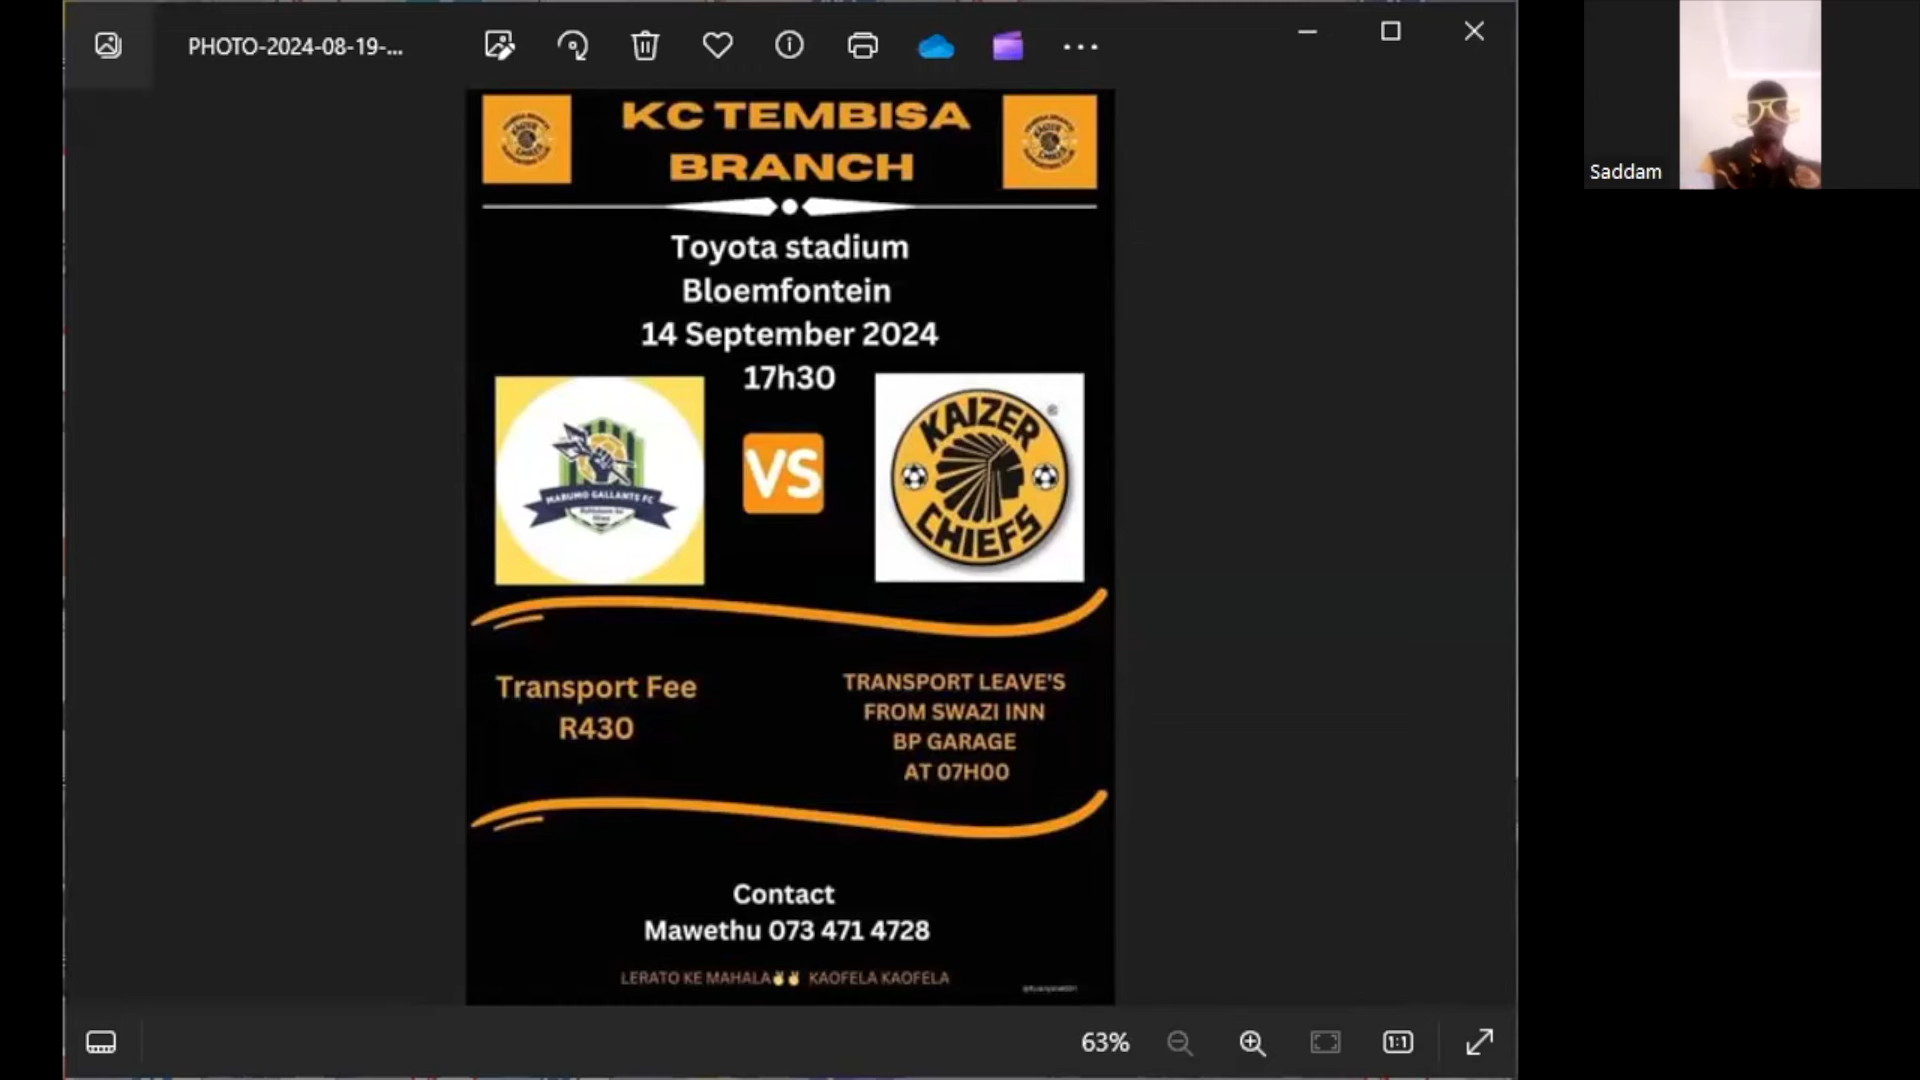 PHOTO-2024-08-19-...
Saddam
KC TEMBISA
BRANCH
Toyota stadium
Bloemfontein
14 September 2024
17h30
MARUMO GALLANTS FC
VS
KAIZER
CHIEFS
®
Transport Fee
R430
TRANSPORT LEAVE'S
FROM SWAZI INN
BP GARAGE
AT 07H00
Contact
Mawethu 073 471 4728
LERATO KE MAHALA✌✌ KAOFELA KAOFELA
63%
1:1